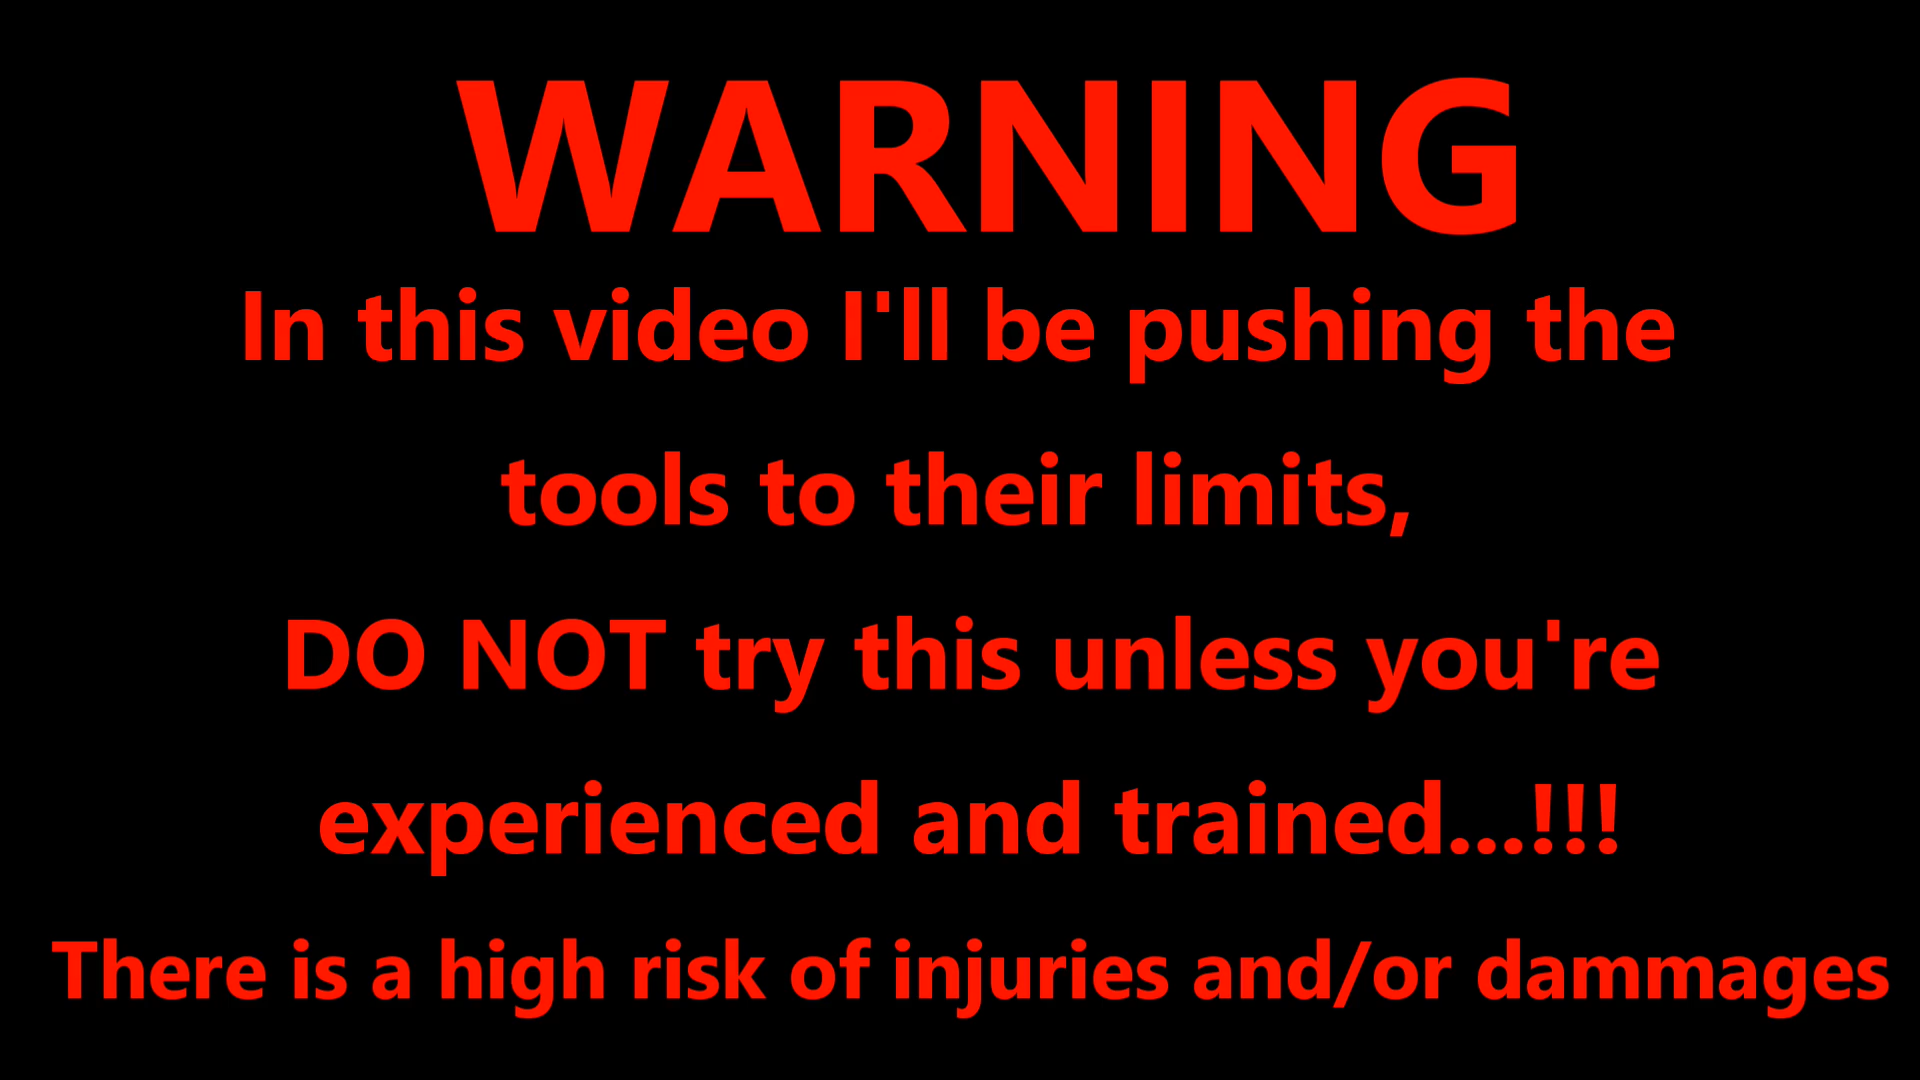 WARNING
In this video I'll be pushing the
tools to their limits,
DO NOT try this unless you're
experienced and trained...!!!
There is a high risk of injuries and/or dammages